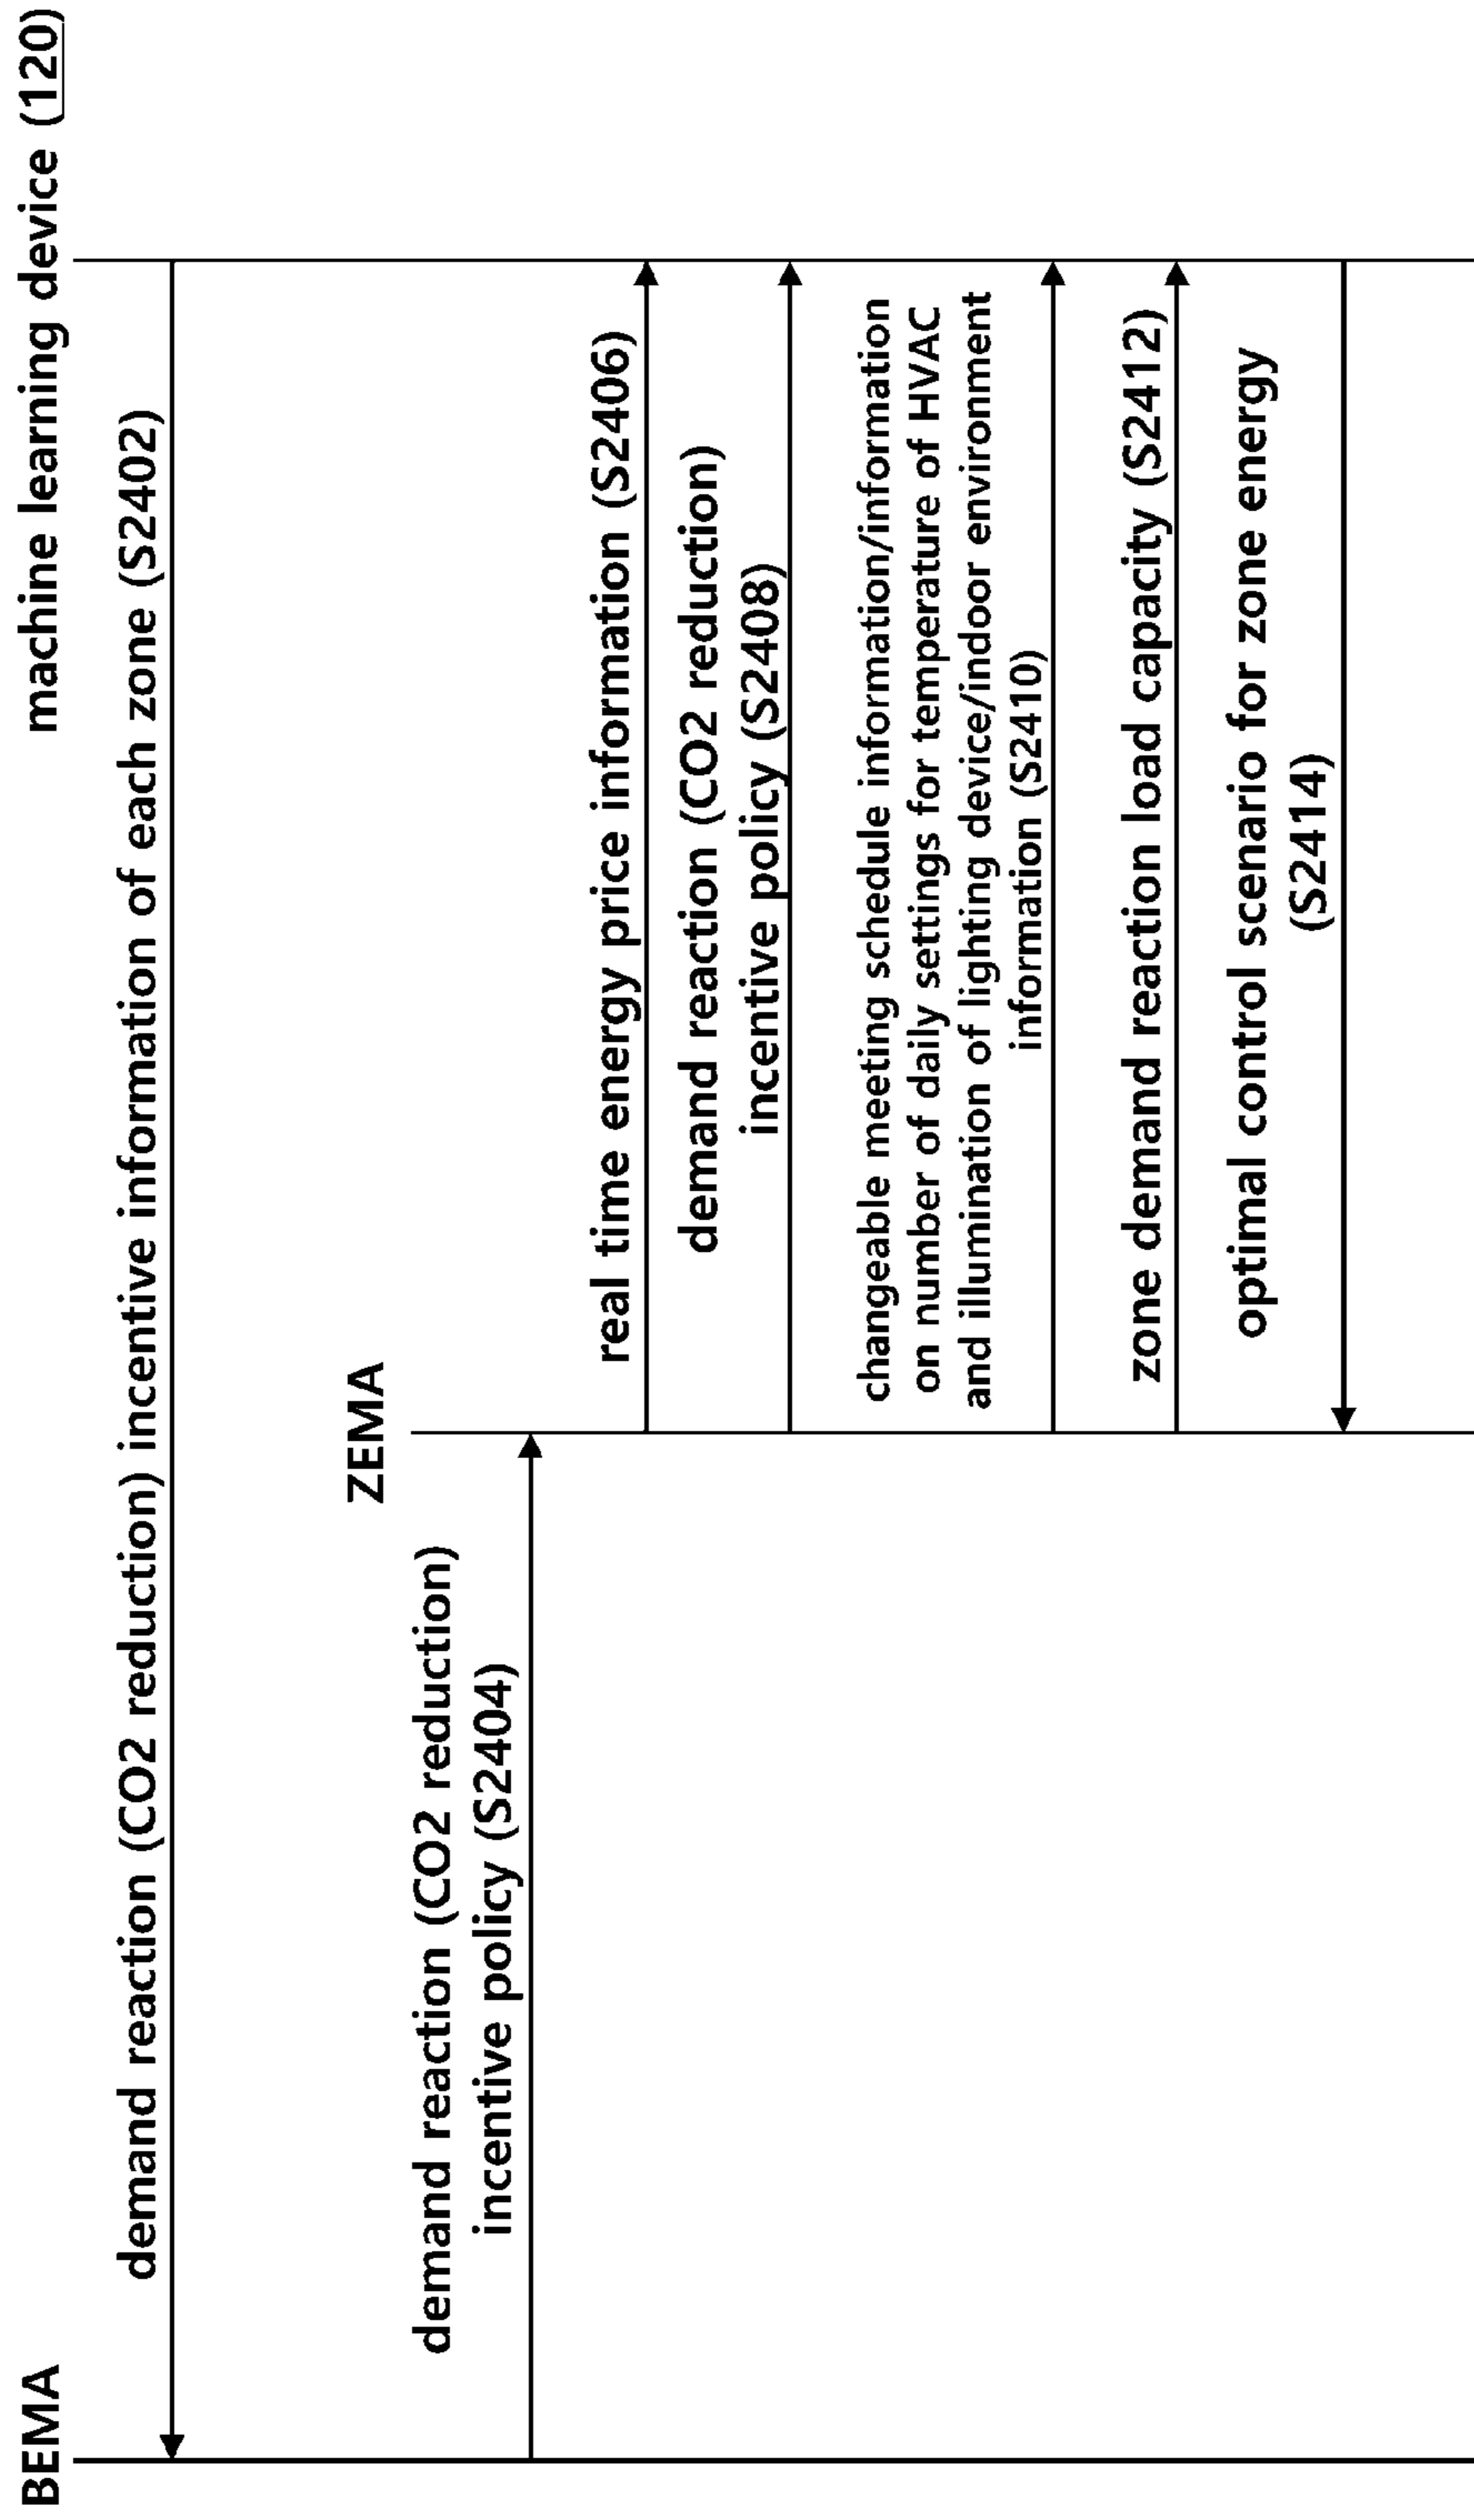 BEMA
machine learning device (120)
demand reaction (CO2 reduction) incentive information of each zone (S2402)
ZEMA
demand reaction (CO2 reduction)
incentive policy (S2404)
real time energy price information (S2406)
demand reaction (CO2 reduction)
incentive policy (S2408)
changeable meeting schedule information/information
on number of daily settings for temperature of HVAC
and illumination of lighting device/indoor environment
information (S2410)
zone demand reaction load capacity (S2412)
optimal control scenario for zone energy
(S2414)